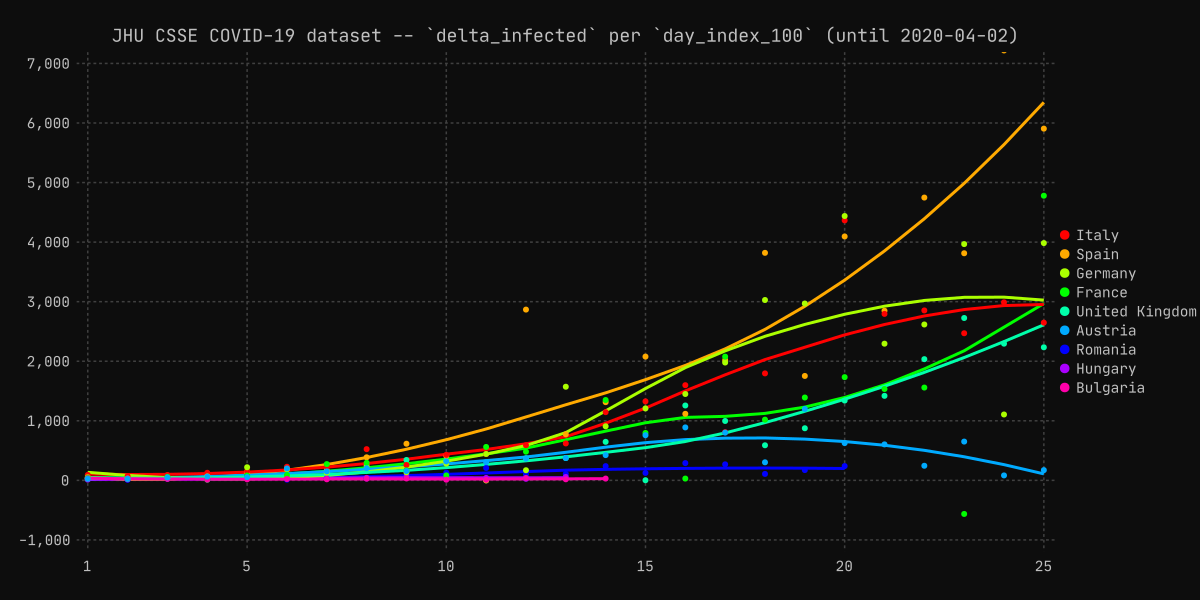 JHU CSSE COVID-19 dataset -- `delta_infected` per `day_index_100` (until 2020-04-02)
7,000
6,000
5,000
4,000
3,000
2,000
1,000
0
-1,000
1 5 10 15 20 25
Italy
Spain
Germany
France
United Kingdom
Austria
Romania
Hungary
Bulgaria